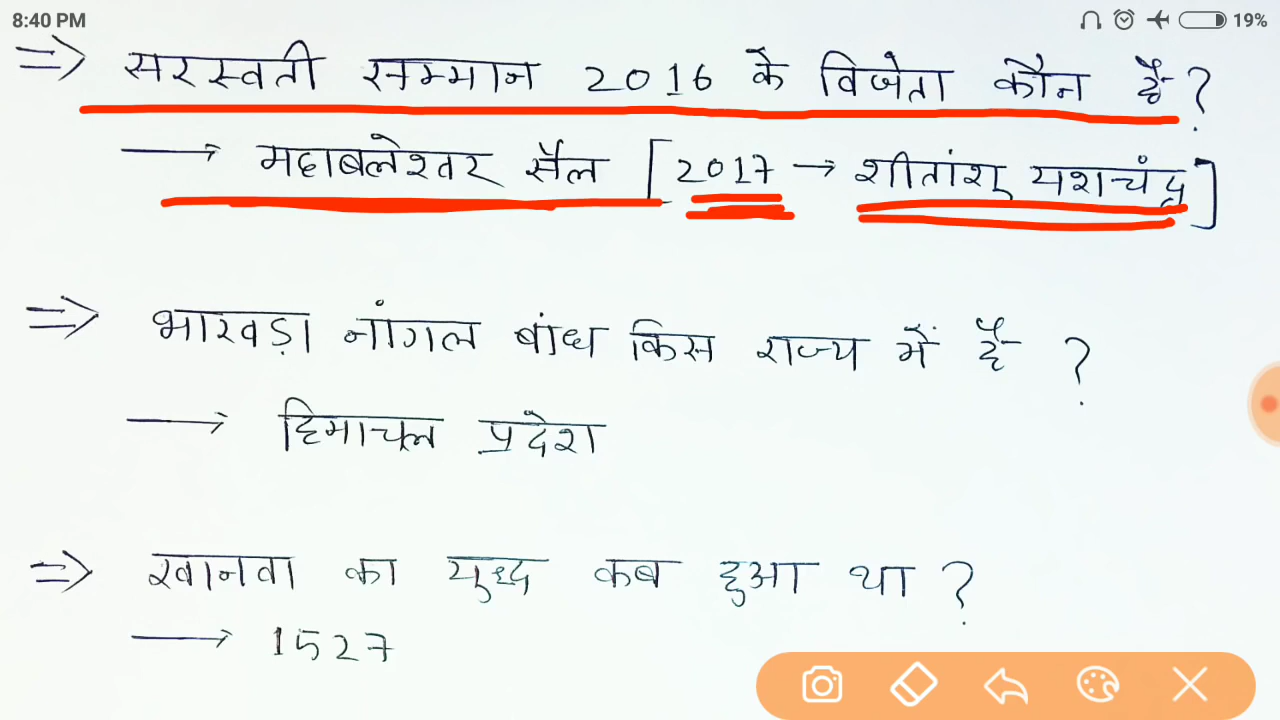 8:40 PM 19%
=> सरस्वती सम्मान 2016 के विजेता कौन हैं ?
→ महाबलेश्वर सैल [2017 → शीतांशु यशचंद्र]
=> भाखड़ा नांगल बांध किस राज्य में है ?
→ हिमाचल प्रदेश
=> खानवा का युद्ध कब हुआ था ?
→ 1527